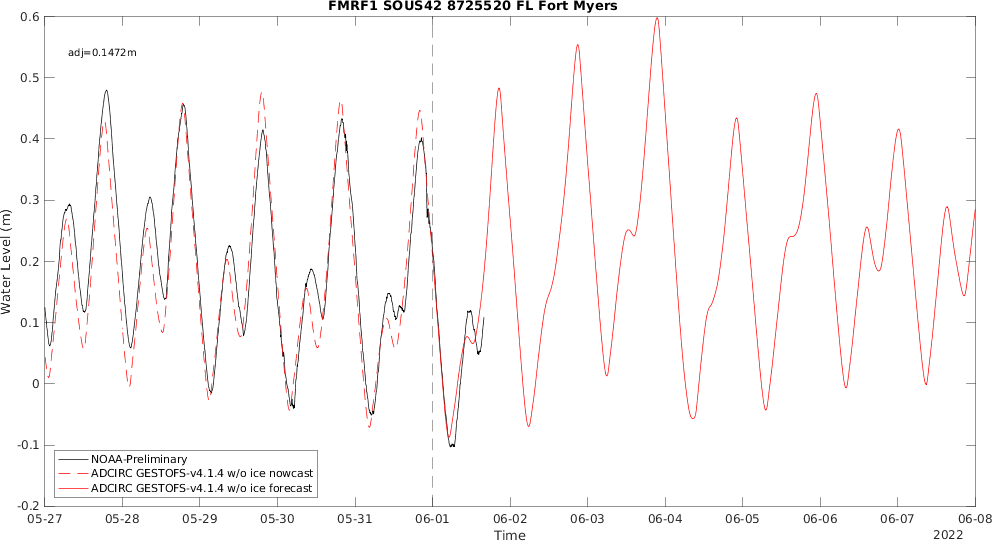 FMRF1 SOUS42 8725520 FL Fort Myers
adj=0.1472m
0.6
0.5
0.4
0.3
0.2
0.1
0
-0.1
-0.2
Water Level (m)
NOAA-Preliminary
ADCIRC GESTOFS-v4.1.4 w/o ice nowcast
ADCIRC GESTOFS-v4.1.4 w/o ice forecast
05-27 05-28 05-29 05-30 05-31 06-01 06-02 06-03 06-04 06-05 06-06 06-07 06-08
Time
2022